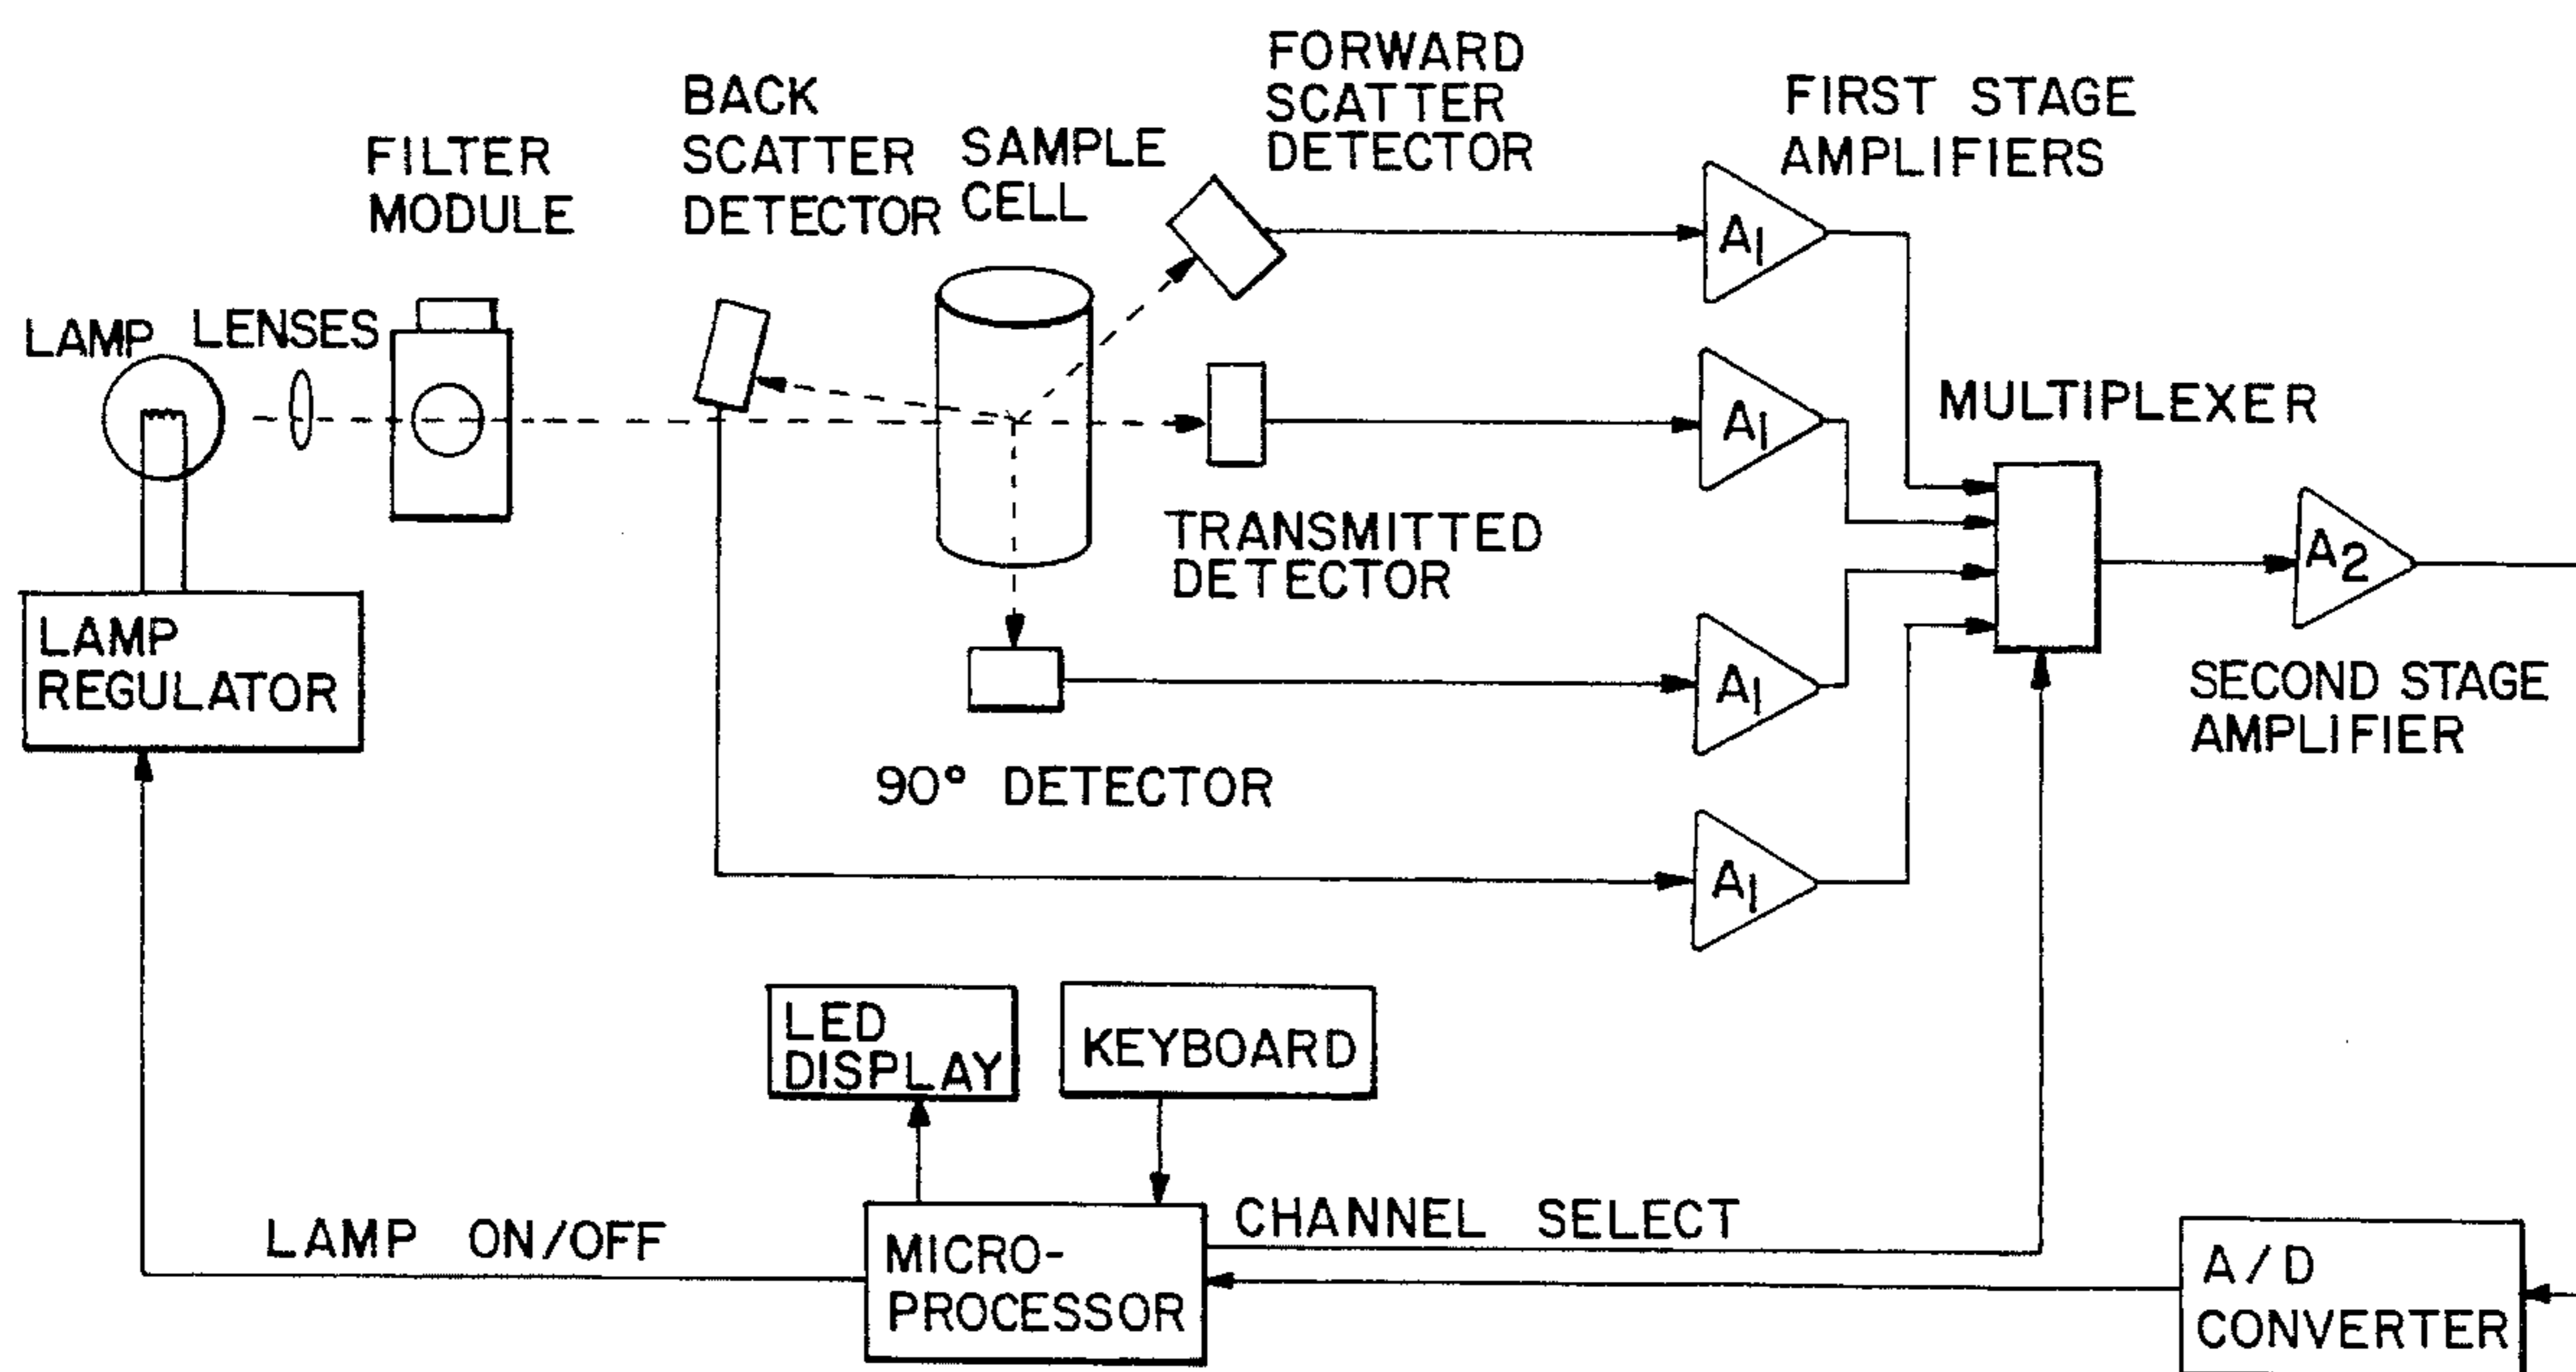 FORWARD
SCATTER
DETECTOR
BACK
SCATTER
DETECTOR
SAMPLE
CELL
FIRST STAGE
AMPLIFIERS
FILTER
MODULE
LAMP
LENSES
A1
A1
MULTIPLEXER
TRANSMITTED
DETECTOR
A2
LAMP
REGULATOR
A1
SECOND STAGE
AMPLIFIER
90° DETECTOR
A1
LED
DISPLAY
KEYBOARD
LAMP ON/OFF
MICRO-
PROCESSOR
CHANNEL SELECT
A/D
CONVERTER